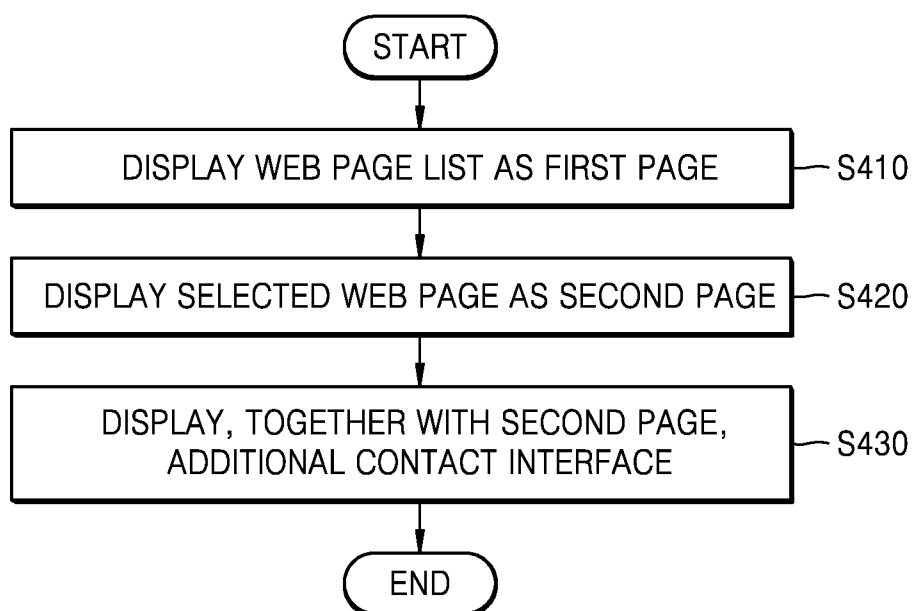 START
DISPLAY WEB PAGE LIST AS FIRST PAGE
S410
DISPLAY SELECTED WEB PAGE AS SECOND PAGE
S420
DISPLAY, TOGETHER WITH SECOND PAGE,
ADDITIONAL CONTACT INTERFACE
S430
END